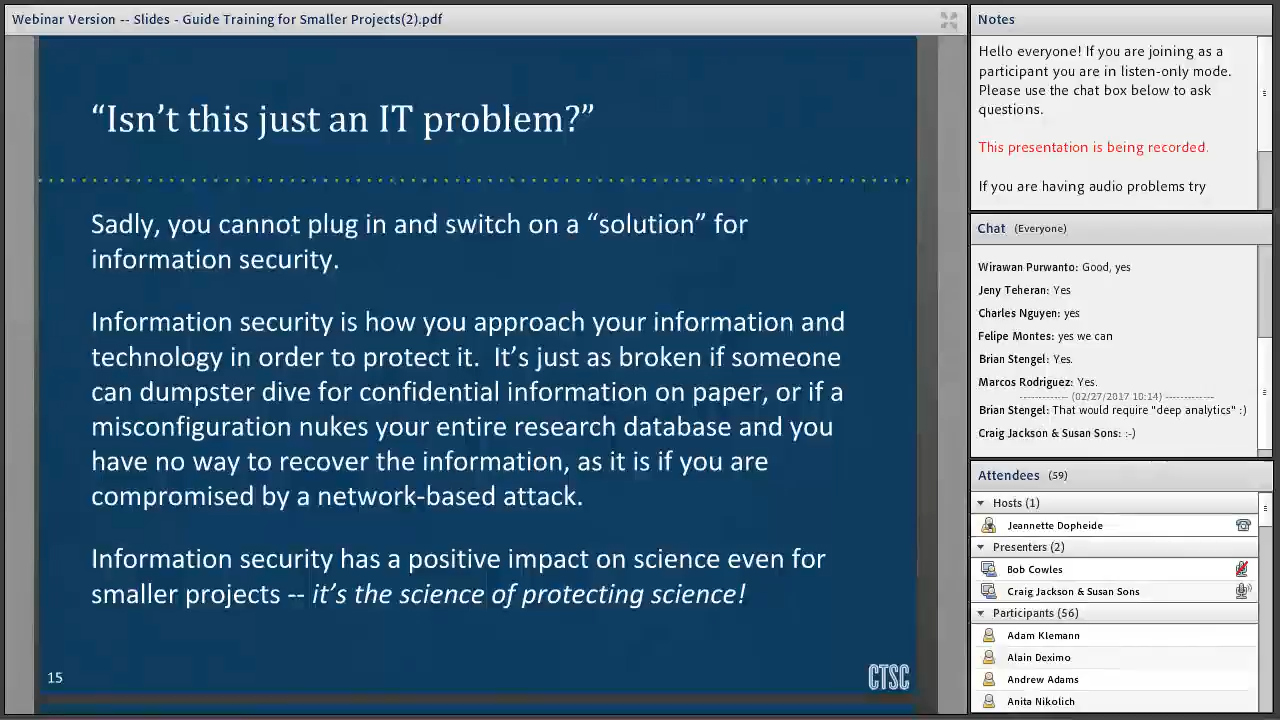 Webinar Version -- Slides - Guide Training for Smaller Projects(2).pdf
“Isn’t this just an IT problem?”
Sadly, you cannot plug in and switch on a “solution” for
information security.
Information security is how you approach your information and
technology in order to protect it.  It’s just as broken if someone
can dumpster dive for confidential information on paper, or if a
misconfiguration nukes your entire research database and you
have no way to recover the information, as it is if you are
compromised by a network-based attack.
Information security has a positive impact on science even for
smaller projects -- it’s the science of protecting science!
15
CTSC
Notes
Hello everyone! If you are joining as a
participant you are in listen-only mode.
Please use the chat box below to ask
questions.
This presentation is being recorded.
If you are having audio problems try
Chat (Everyone)
Wirawan Purwanto: Good, yes
Jeny Teheran: Yes
Charles Nguyen: yes
Felipe Montes: yes we can
Brian Stengel: Yes.
Marcos Rodriguez: Yes.
------------- (02/27/2017 10:14) -------------
Brian Stengel: That would require "deep analytics" :)
Craig Jackson & Susan Sons: :-)
Attendees (59)
Hosts (1)
Jeannette Dopheide
Presenters (2)
Bob Cowles
Craig Jackson & Susan Sons
Participants (56)
Adam Klemann
Alain Deximo
Andrew Adams
Anita Nikolich